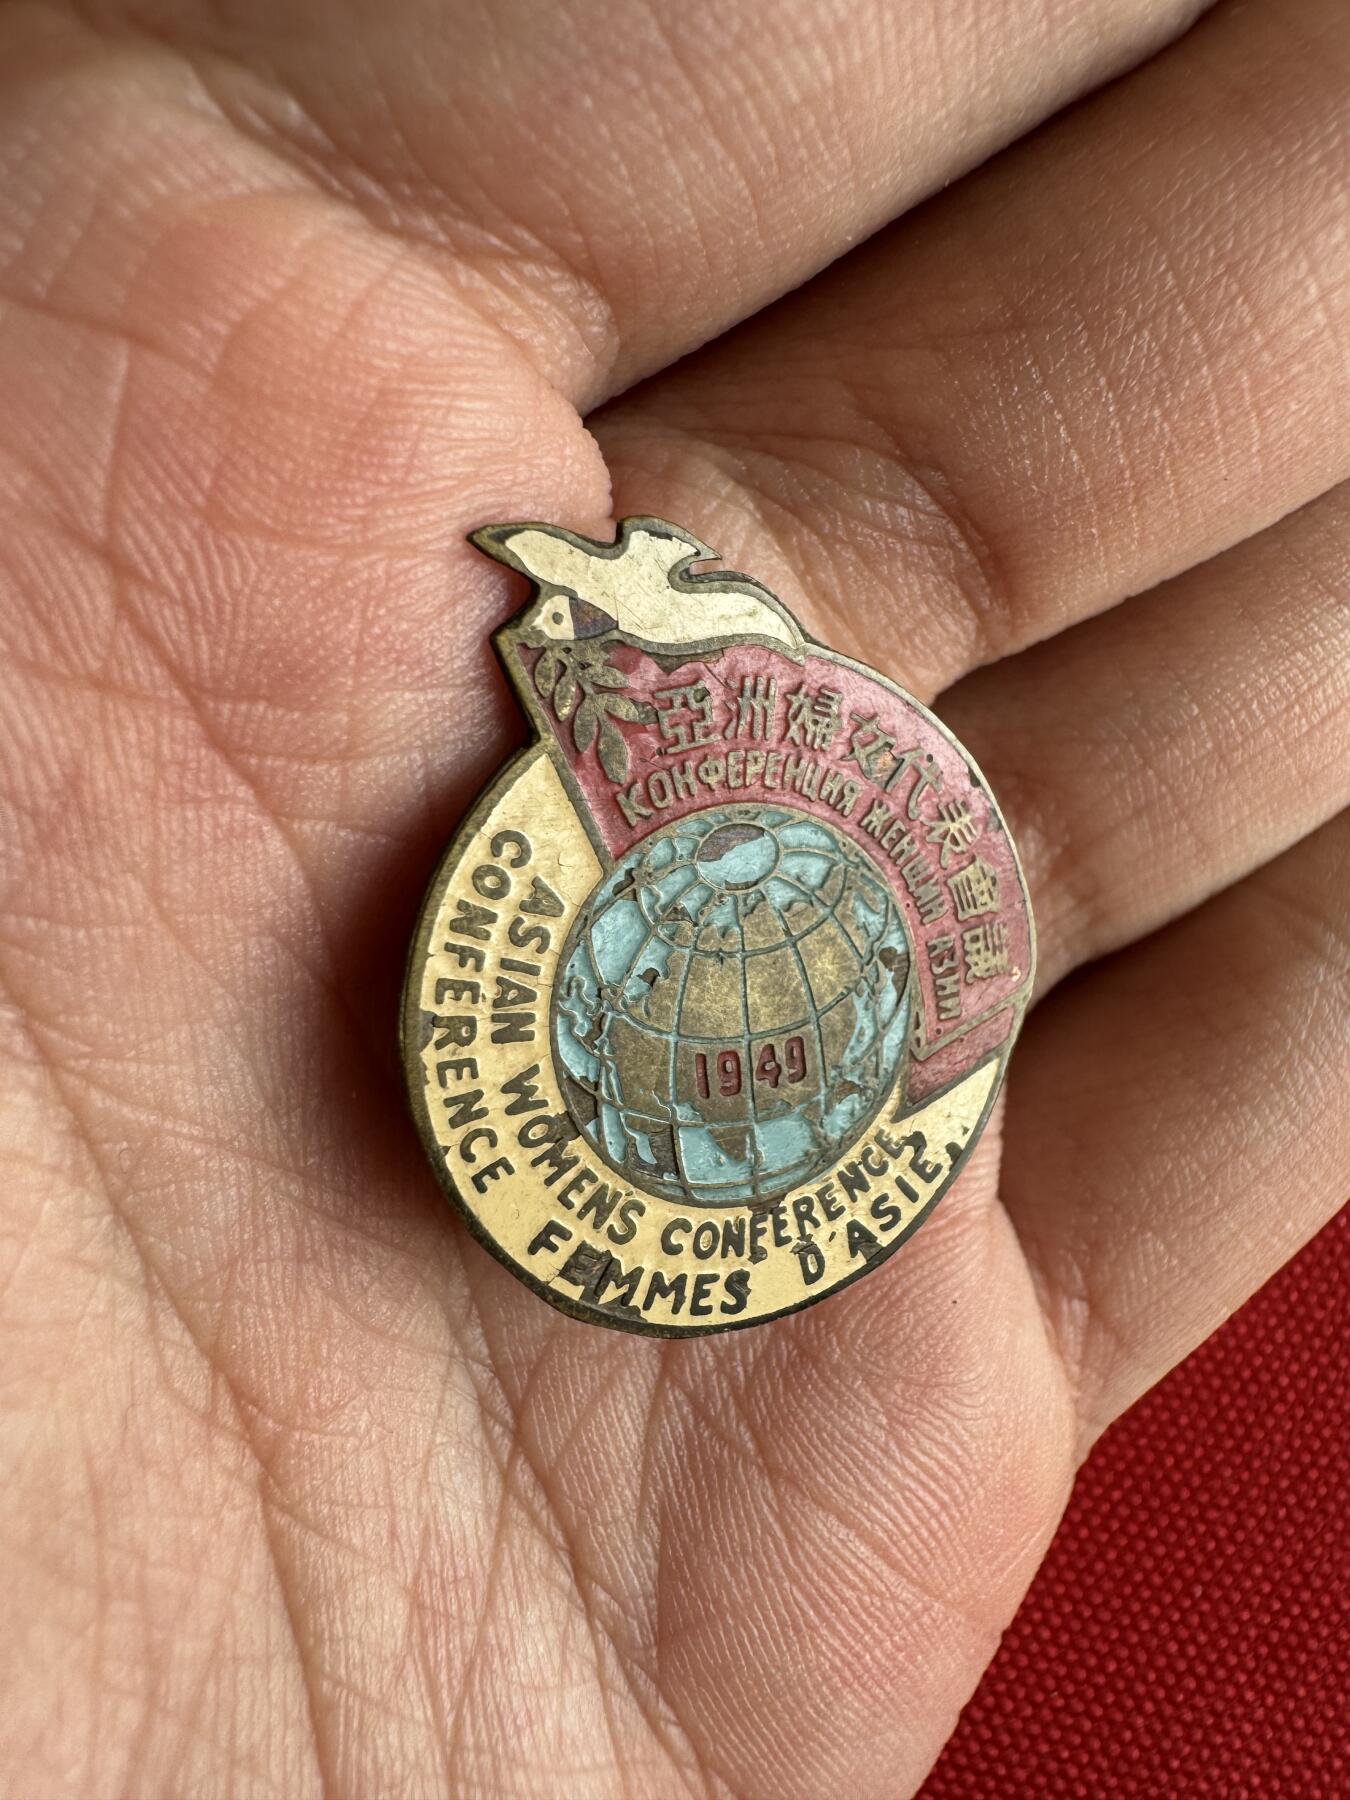 亞洲婦女代表會議
КОНФЕРЕНЦИЯ ЖЕНЩИН АЗИИ.
1949
ASIAN WOMEN'S CONFERENCE
CONFERENCE FEMMES D'ASIE.